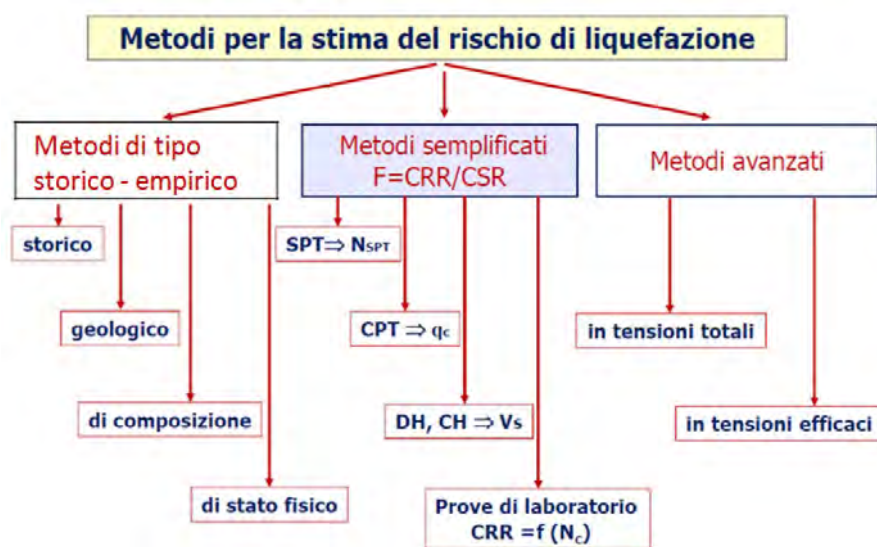 Metodi per la stima del rischio di liquefazione
Metodi di tipo
storico - empirico
storico
geologico
di composizione
di stato fisico
Metodi semplificati
F=CRR/CSR
SPT⇒ NSPT
CPT ⇒ qc
DH, CH ⇒ Vs
Prove di laboratorio
CRR =f (Nc)
Metodi avanzati
in tensioni totali
in tensioni efficaci